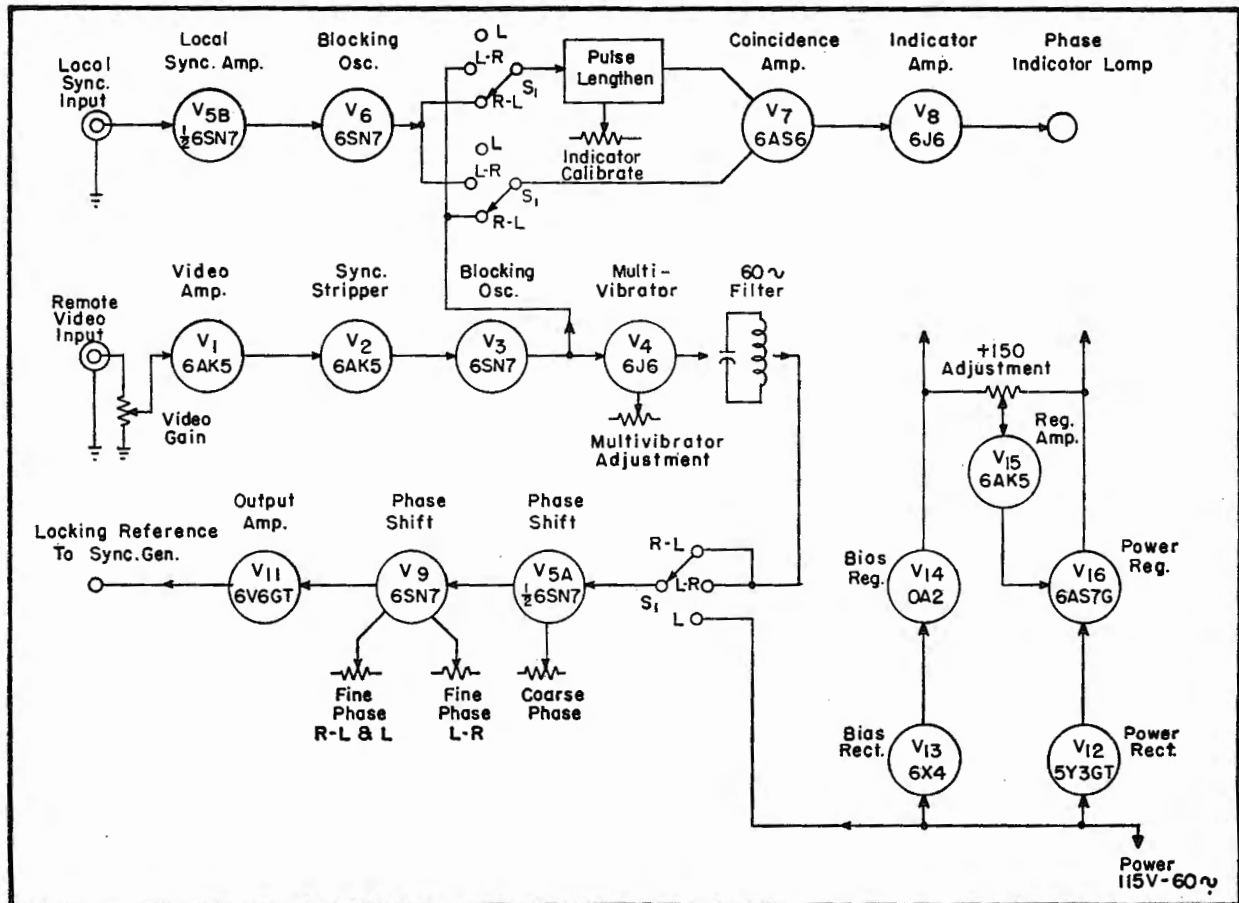 Local
Sync.
Input
Local
Sync. Amp.
V5B
½6SN7
Blocking
Osc.
V6
6SN7
L
L-R
R-L
S1
L
L-R
R-L
S1
Pulse
Lengthen
Indicator
Calibrate
Coincidence
Amp.
V7
6AS6
Indicator
Amp.
V8
6J6
Phase
Indicator Lamp
Remote
Video
Input
Video
Gain
Video
Amp.
V1
6AK5
Sync.
Stripper
V2
6AK5
Blocking
Osc.
V3
6SN7
Multi-
Vibrator
V4
6J6
Multivibrator
Adjustment
60~
Filter
+150
Adjustment
Reg.
Amp.
V15
6AK5
Locking Reference
To Sync.Gen.
Output
Amp.
V11
6V6GT
Phase
Shift
V9
6SN7
Fine
Phase
R-L & L
Fine
Phase
L-R
Phase
Shift
V5A
½6SN7
Coarse
Phase
R-L
L-R
S1
L
Bias
Reg.
V14
OA2
Power
Reg.
V16
6AS7G
Bias
Rect.
V13
6X4
Power
Rect.
V12
5Y3GT
Power
115V-60~